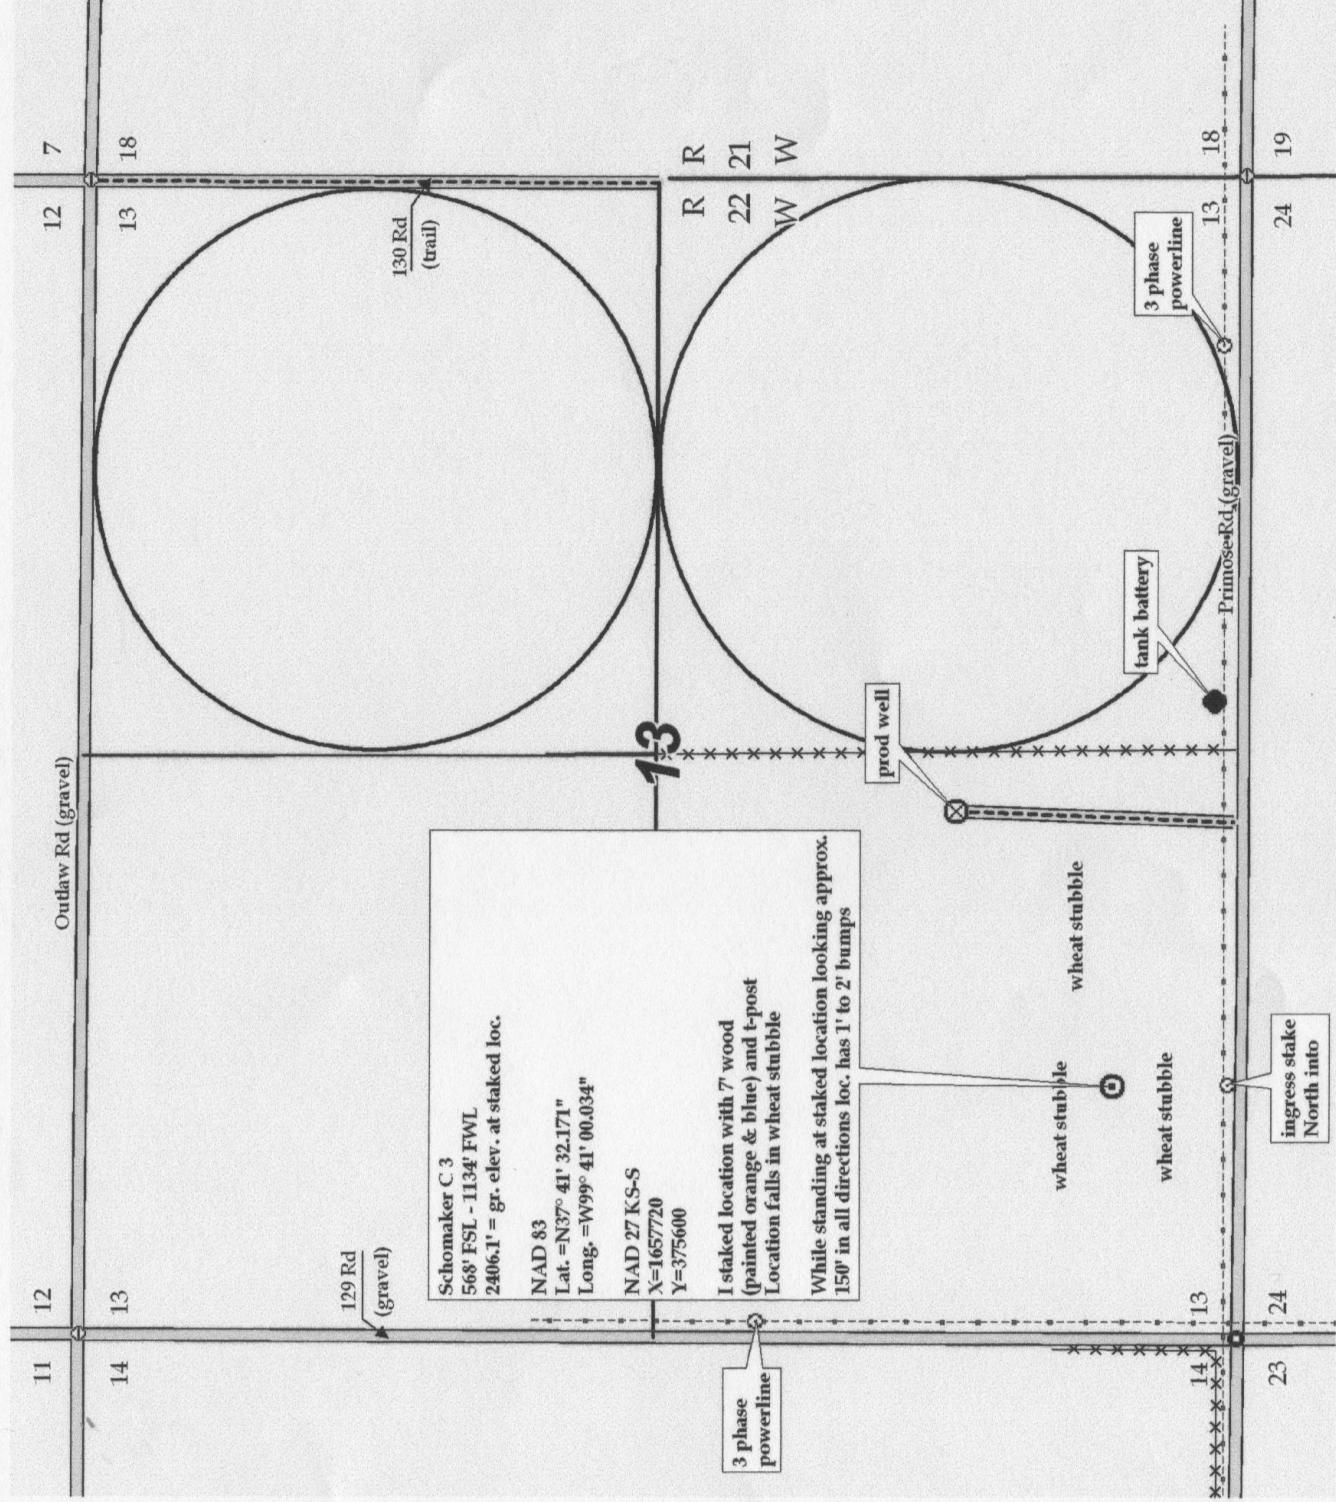 7
12
18
13
130 Rd
(trail)
Outlaw Rd (gravel)
12
11
13
14
129 Rd
(gravel)
R
R
21
22
W
W
13
Schomaker C 3
568' FSL - 1134' FWL
2406.1' = gr. elev. at staked loc.
NAD 83
Lat. =N37° 41' 32.171"
Long. =W99° 41' 00.034"
NAD 27 KS-S
X=1657720
Y=375600
I staked location with 7' wood
(painted orange & blue) and t-post
Location falls in wheat stubble
While standing at staked location looking approx.
150' in all directions loc. has 1' to 2' bumps
3 phase
powerline
prod well
tank battery
3 phase
powerline
wheat stubble
wheat stubble
wheat stubble
Primose Rd (gravel)
ingress stake
North into
18
13
19
24
13
14
24
23